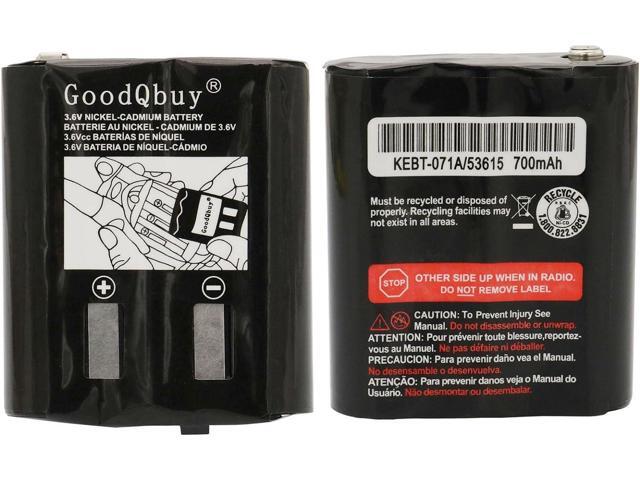 GoodQbuy®
3.6V NICKEL-CADMIUM BATTERY
BATTERIE AU NICKEL - CADMIUM DE 3.6V
3.6Vcc BATERÍAS DE NÍQUEL
3.6V BATERIA DE NÍQUEL-CÁDMIO
GoodQbuy
+ −
KEBT-071A/53615 700mAh
Must be recycled or disposed of
properly. Recycling facilities may
not exist in all areas.
RECYCLE
Ni-CD
1.800.822.8837
STOP
OTHER SIDE UP WHEN IN RADIO.
DO NOT REMOVE LABEL
CAUTION: To Prevent Injury See
Manual. Do not disassemble or unwrap.
ATTENTION: Pour prévenir toute blessure,reportez-
vous au Manuel. Ne pas défaire ni déballer.
PRECAUCIÓN: Para prevenir daño vea el Manual.
No desensamble o desenvuelva.
ATENÇÃO: Para prevenir danos veja o Manual do
Usuário. Não desmontar ou desembalar.